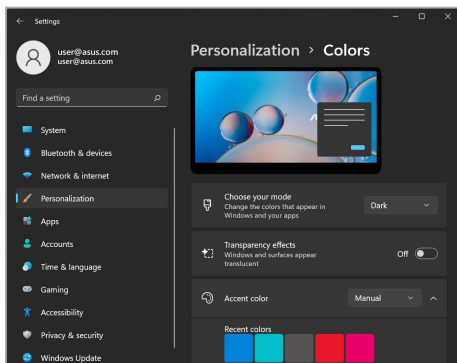 Settings
user@asus.com
user@asus.com
Find a setting
System
Bluetooth & devices
Network & internet
Personalization
Apps
Accounts
Time & language
Gaming
Accessibility
Privacy & security
Windows Update
Personalization > Colors
Choose your mode
Change the colors that appear in
Windows and your apps
Dark
Transparency effects
Windows and surfaces appear
translucent
Off
Accent color
Manual
Recent colors